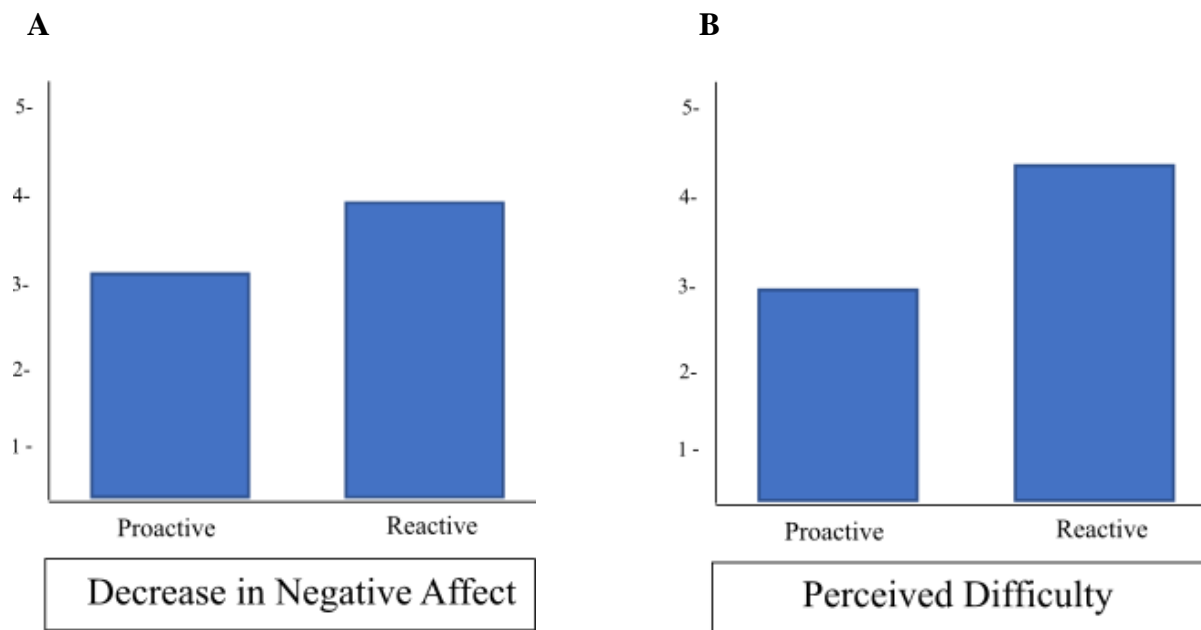 A
5-
4-
3-
2-
1 -
Proactive Reactive
Decrease in Negative Affect
B
5-
4-
3-
2-
1 -
Proactive Reactive
Perceived Difficulty